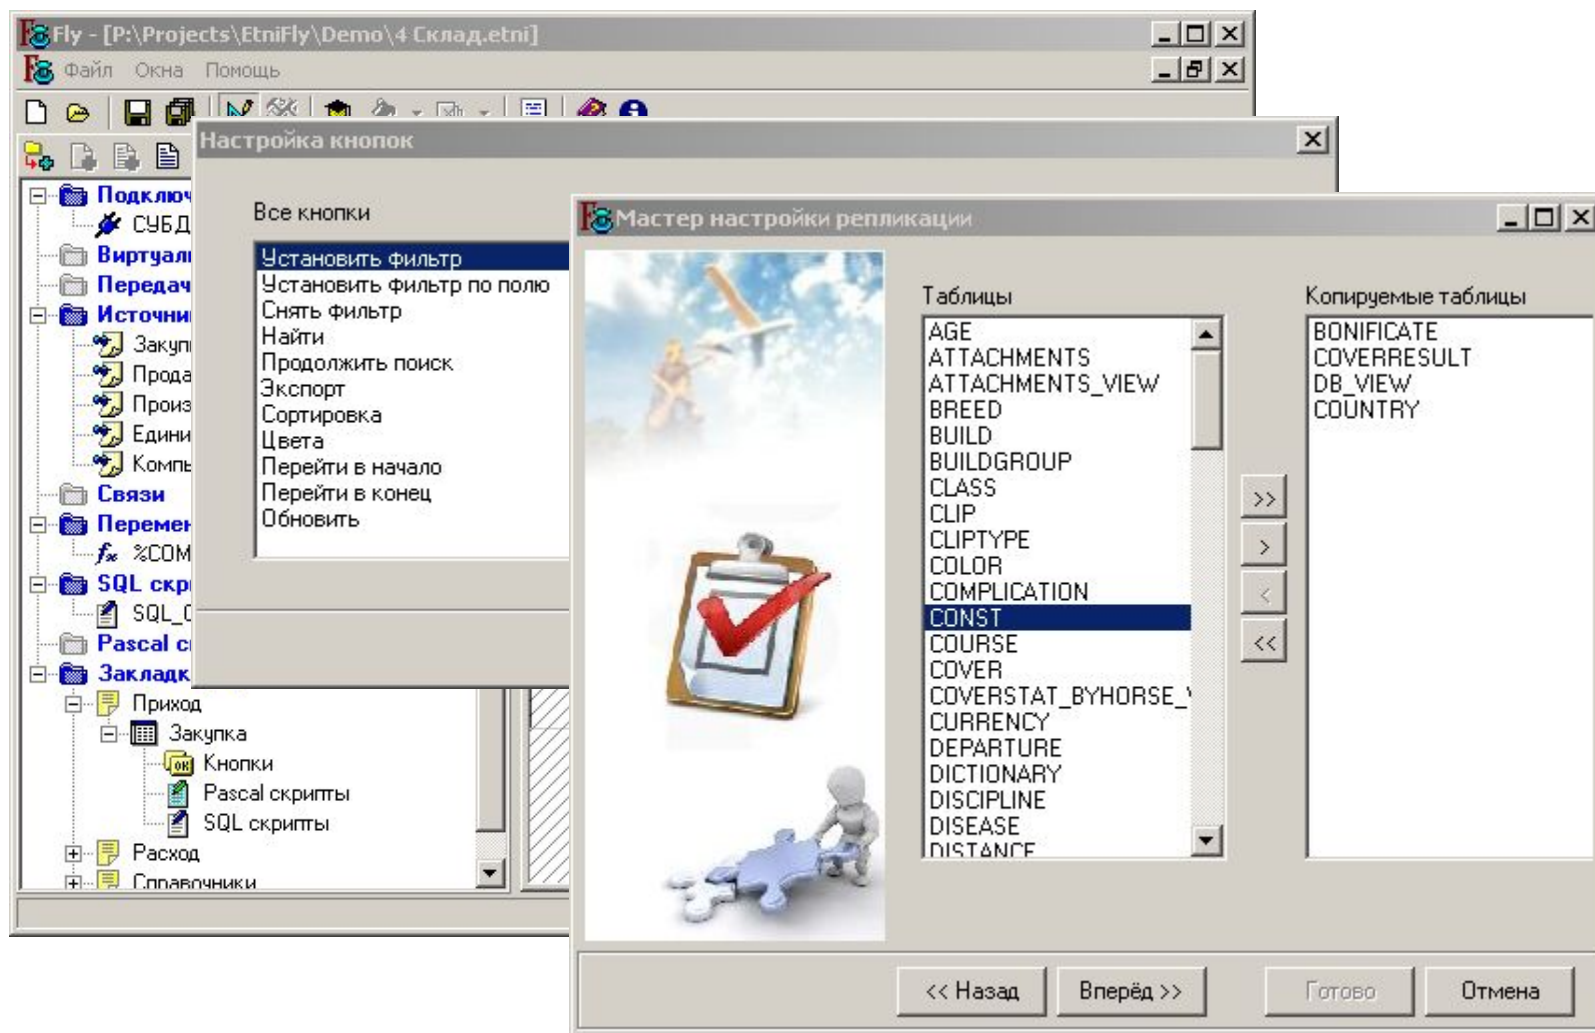 Fly - [P:\Projects\EtniFly\Demo\4 Склад.etni]
Файл Окна Помощь
Настройка кнопок
Подключ
СУБД
Виртуал
Передач
Источни
Закуп
Прода
Произ
Едини
Компь
Связи
Перемен
%COM
SQL скри
SQL_
Pascal с
Закладк
Приход
Закупка
Кнопки
Pascal скрипты
SQL скрипты
Расход
Справочники
Все кнопки
Установить фильтр
Установить фильтр по полю
Снять фильтр
Найти
Продолжить поиск
Экспорт
Сортировка
Цвета
Перейти в начало
Перейти в конец
Обновить
Мастер настройки репликации
Таблицы
AGE
ATTACHMENTS
ATTACHMENTS_VIEW
BREED
BUILD
BUILDGROUP
CLASS
CLIP
CLIPTYPE
COLOR
COMPLICATION
CONST
COURSE
COVER
COVERSTAT_BYHORSE_
CURRENCY
DEPARTURE
DICTIONARY
DISCIPLINE
DISEASE
DISTANCE
>>
>
<
<<
Копируемые таблицы
BONIFICATE
COVERRESULT
DB_VIEW
COUNTRY
<< Назад Вперёд >> Готово Отмена